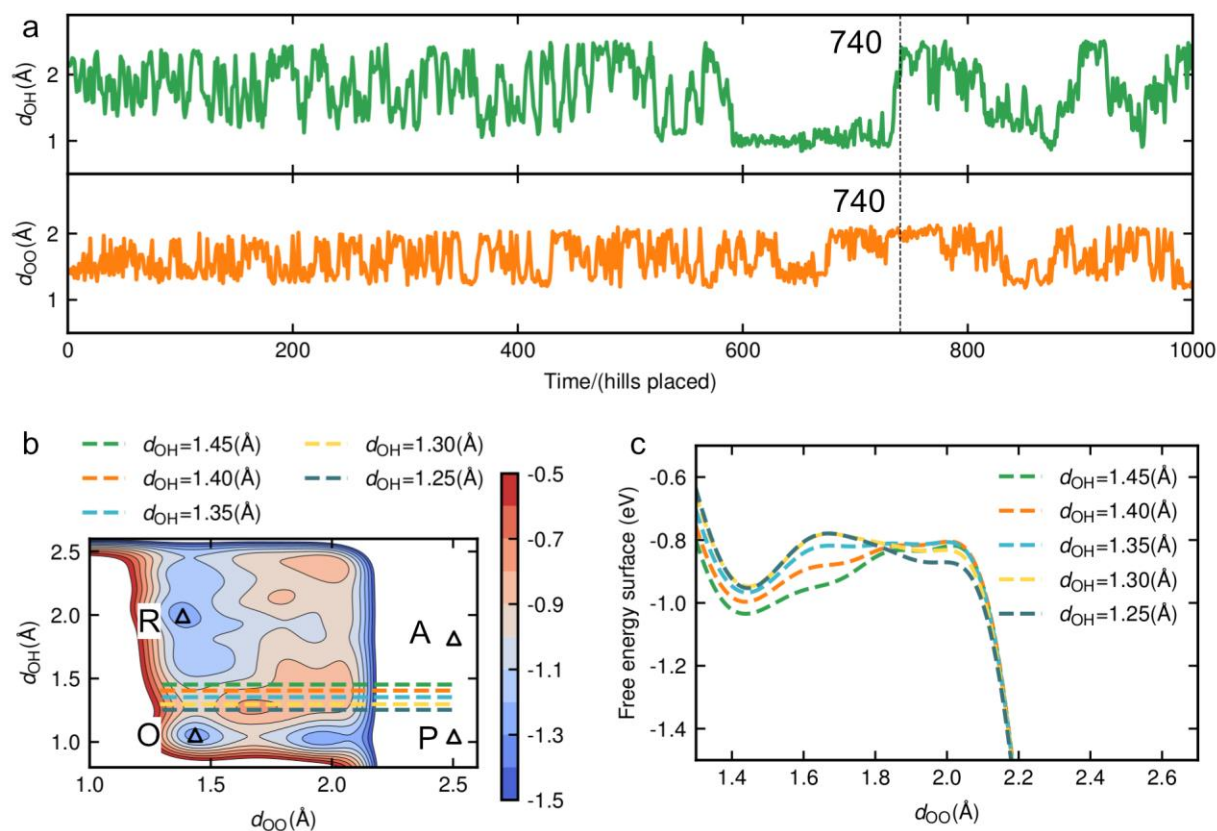 a
740
2
1
d_OH(Å)
740
2
1
d_OO(Å)
0 200 400 600 800 1000
Time/(hills placed)
b
d_OH=1.45(Å) d_OH=1.30(Å)
d_OH=1.40(Å) d_OH=1.25(Å)
d_OH=1.35(Å)
2.5
2.0
1.5
1.0
d_OH(Å)
R
A
O
P
1.0 1.5 2.0 2.5
d_OO(Å)
-0.5
-0.7
-0.9
-1.1
-1.3
-1.5
c
-0.6
-0.8
-1.0
-1.2
-1.4
Free energy surface (eV)
d_OH=1.45(Å)
d_OH=1.40(Å)
d_OH=1.35(Å)
d_OH=1.30(Å)
d_OH=1.25(Å)
1.4 1.6 1.8 2.0 2.2 2.4 2.6
d_OO(Å)